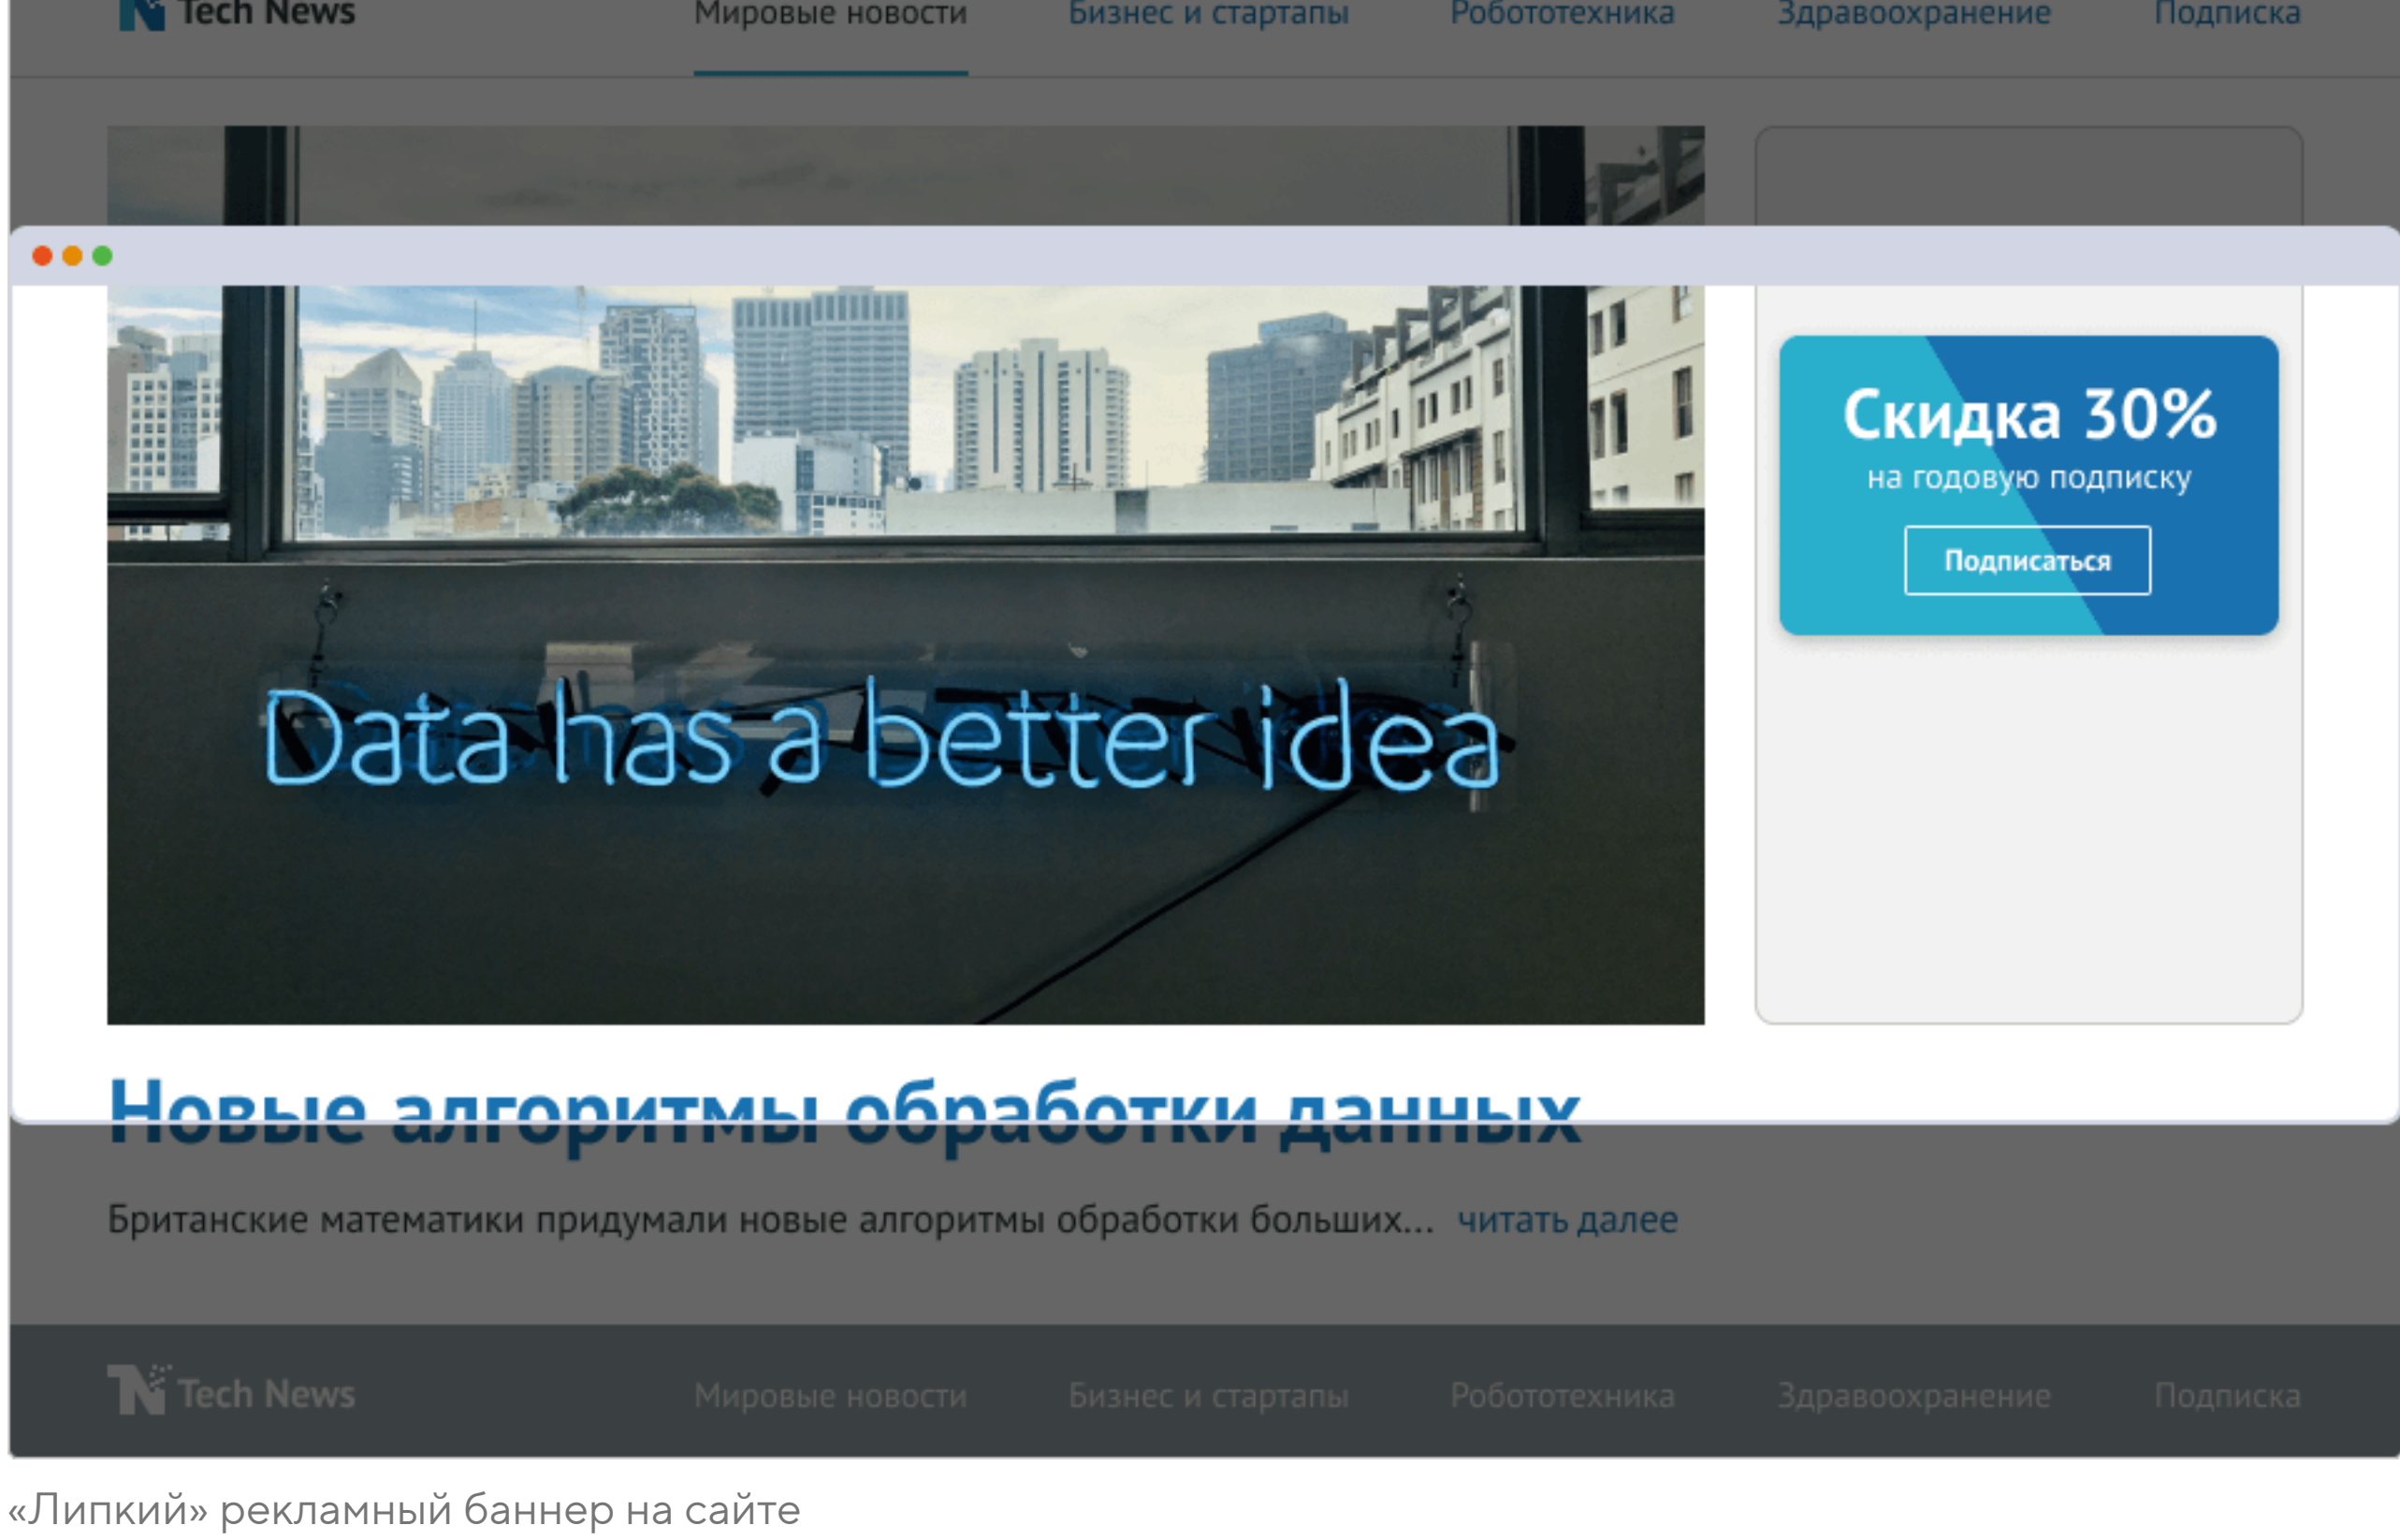 Tech News
Мировые новости
Бизнес и стартапы
Робототехника
Здравоохранение
Подписка
Data has a better idea
Скидка 30%
на годовую подписку
Подписаться
Новые алгоритмы обработки данных
Британские математики придумали новые алгоритмы обработки больших... читать далее
Tech News
Мировые новости
Бизнес и стартапы
Робототехника
Здравоохранение
Подписка
«Липкий» рекламный баннер на сайте